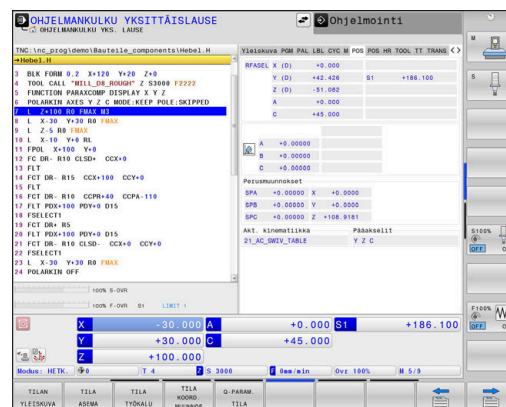 OHJELMANKULKU YKSITTÄISLAUSE
OHJELMANKULKU YKS. LAUSE
Ohjelmointi
TNC:\nc_prog\demo\Bauteile_components\Hebel.H
→Hebel.H
3 BLK FORM 0.2 X+120 Y+20 Z+0
4 TOOL CALL "MILL_D8_ROUGH" Z S3000 F2222
5 FUNCTION PARAXCOMP DISPLAY X Y Z
6 POLARKIN AXES Y Z C MODE:KEEP POLE:SKIPPED
7 L Z+100 R0 FMAX M3
8 L X-30 Y+30 R0 FMAX
9 L Z-5 R0 FMAX
10 L X-10 Y+0 RL
11 FPOL X+100 Y+0
12 FC DR- R10 CLSD+ CCX+0
13 FLT
14 FCT DR- R15 CCX+100 CCY+0
15 FLT
16 FCT DR- R10 CCPR+40 CCPA-110
17 FLT PDX+100 PDY+0 D15
18 FSELECT1
19 FCT DR+ R5
20 FLT PDX+100 PDY+0 D15
21 FCT DR- R10 CLSD- CCX+0 CCY+0
22 FSELECT1
23 L X-30 Y+30 R0 FMAX
24 POLARKIN OFF
100% S-OVR
100% F-OVR S1 LIMIT 1
Yleiskuva PGM PAL LBL CYC M POS POS HR TOOL TT TRANS
RFASEL X (D) +0.000
Y (D) +42.426 S1 +186.100
Z (D) -51.082
A +0.000
C +45.000
A +0.00000
B +0.00000
C +0.00000
Perusmuunnokset
SPA +0.00000 X +0.0000
SPB +0.00000 Y +0.0000
SPC +0.00000 Z +108.9181
Akt. kinematiikka Pääakselit
21_AC_SWIV_TABLE Y Z C
X -30.000 A +0.000 S1 +186.100
Y +30.000 C +45.000
Z +100.000
Modus: HETK. 0 T 4 Z S 3000 F 0mm/min Ovr 100% M 5/9
TILAN YLEISKUVA
TILA ASEMA
TILA TYÖKALU
TILA KOORD. MUUNNOS
Q-PARAM. TILA
M
S
S100%
OFF
F100%
OFF